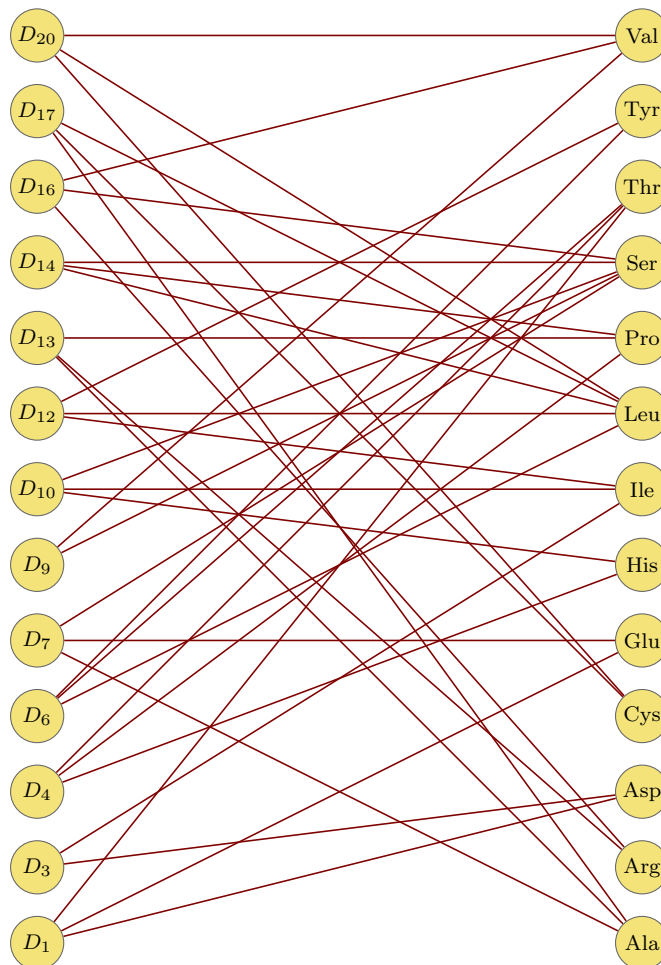 D20 Val
D17 Tyr
D16 Thr
D14 Ser
D13 Pro
D12 Leu
D10 Ile
D9 His
D7 Glu
D6 Cys
D4 Asp
D3 Arg
D1 Ala